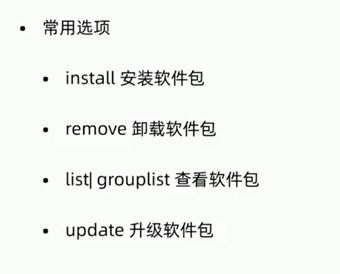 常用选项
install 安装软件包
remove 卸载软件包
list| grouplist 查看软件包
update 升级软件包